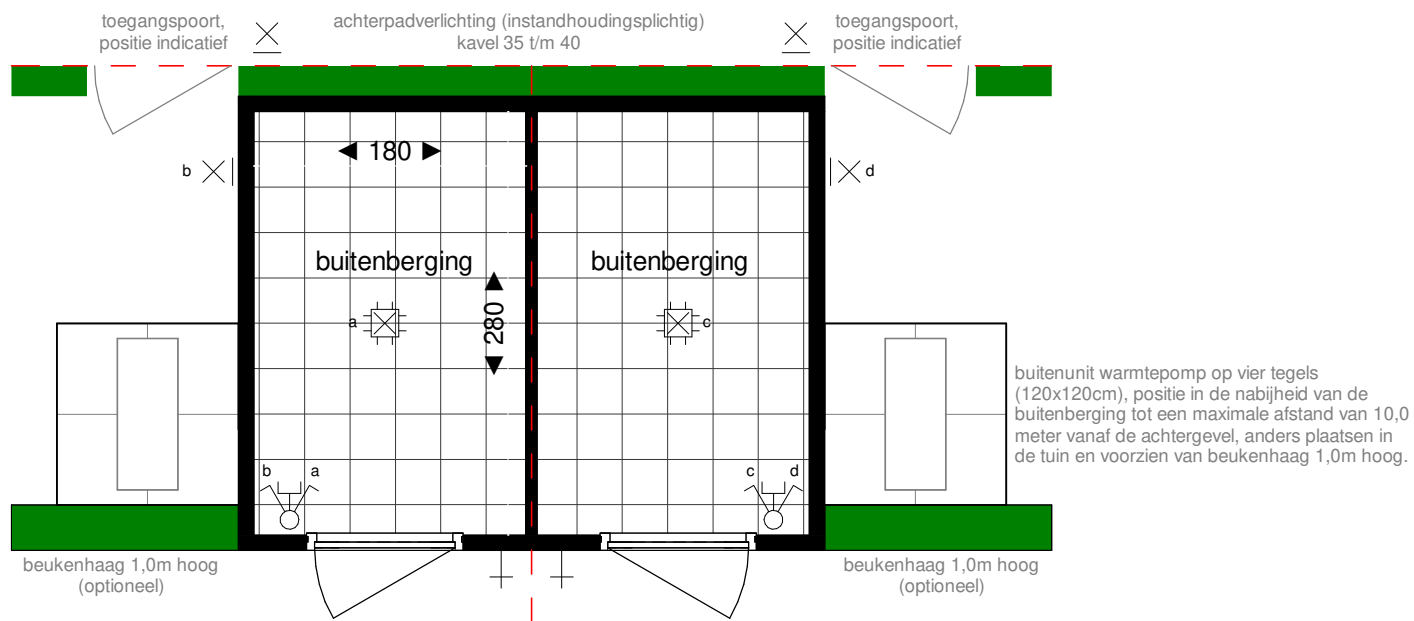 toegangspoort,
positie indicatief
achterpadverlichting (instandhoudingsplichtig)
kavel 35 t/m 40
toegangspoort,
positie indicatief
180
b
d
buitenberging
buitenberging
280
a
c
buitenunit warmtepomp op vier tegels
(120x120cm), positie in de nabijheid van de
buitenberging tot een maximale afstand van 10,0
meter vanaf de achtergevel, anders plaatsen in
de tuin en voorzien van beukenhaag 1,0m hoog.
b a
c d
beukenhaag 1,0m hoog
(optioneel)
beukenhaag 1,0m hoog
(optioneel)